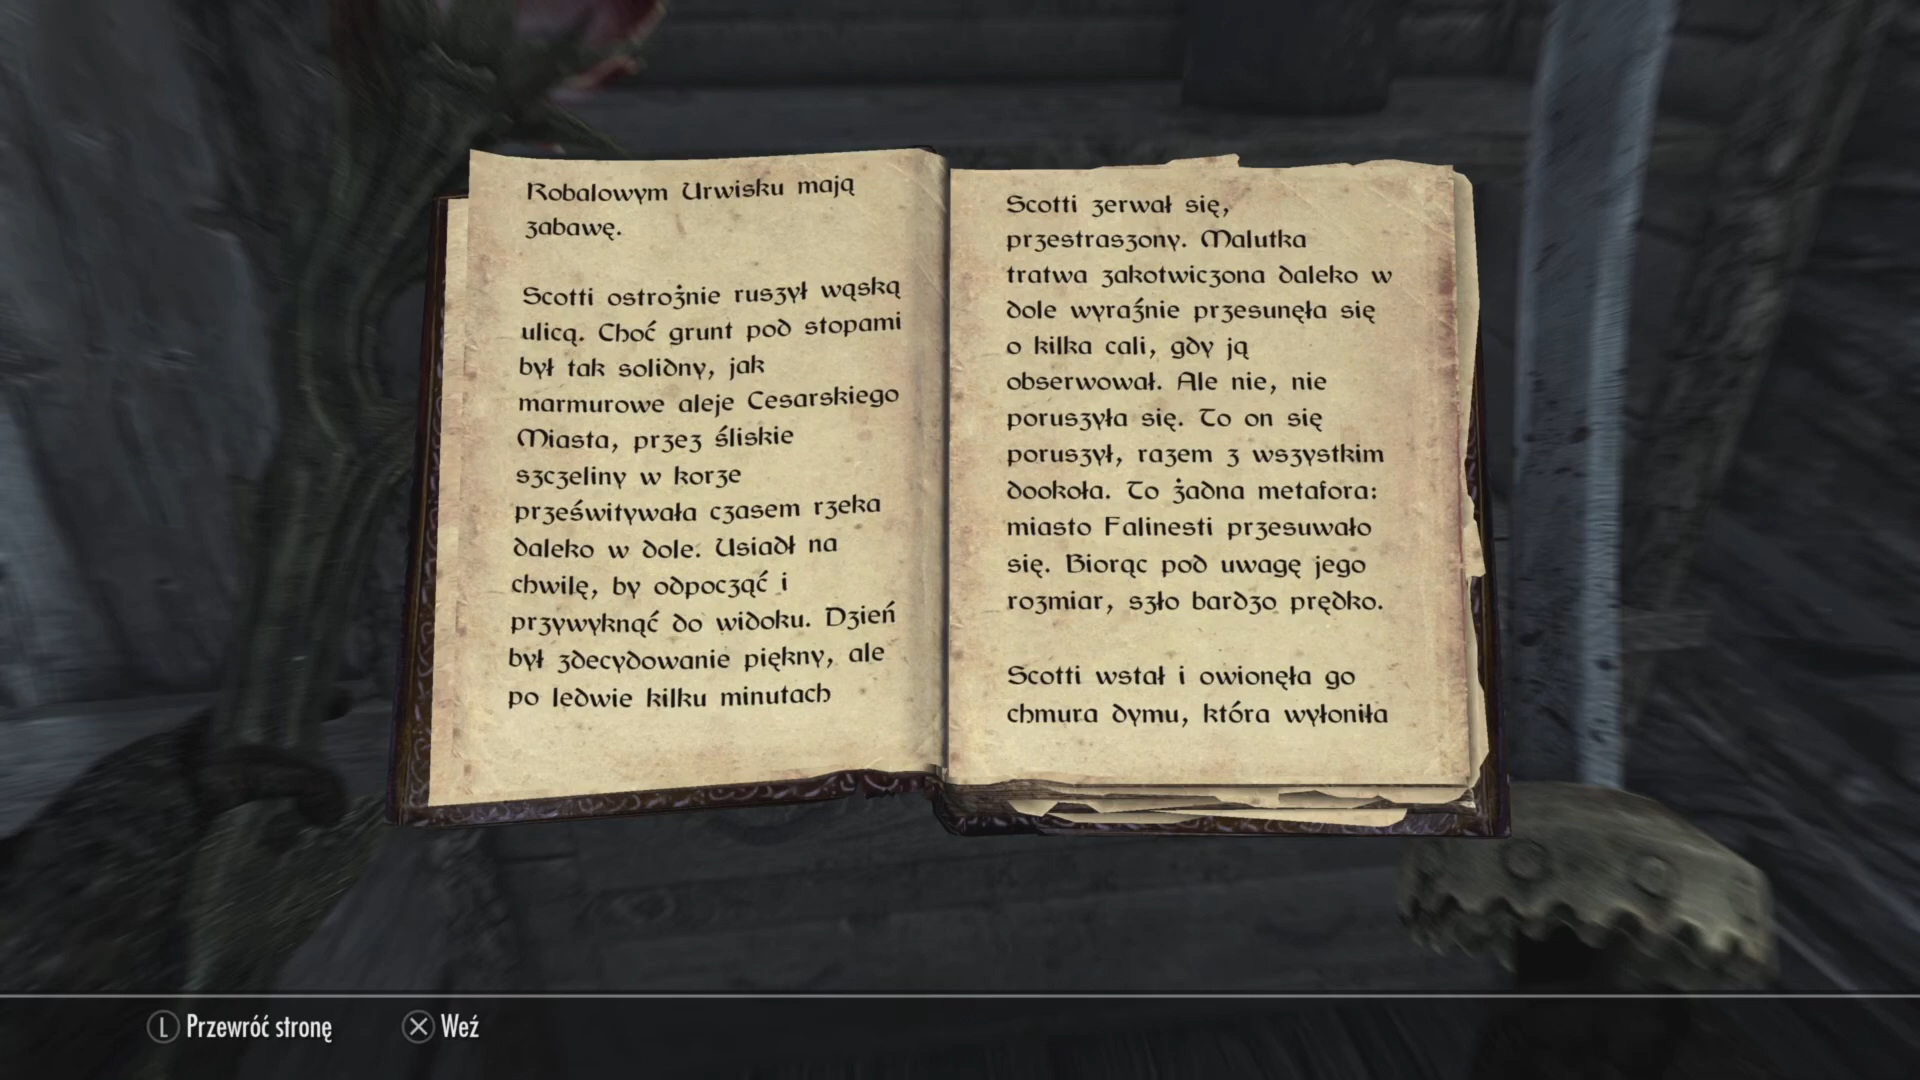 Robalowym Urwisku mają
zabawę.
Scotti ostrożnie ruszył wąską
ulicą. Choć grunt pod stopami
był tak solidny, jak
marmurowe aleje Cesarskiego
Miasta, przez śliskie
szczeliny w korze
prześwitywała czasem rzeka
daleko w dole. Usiadł na
chwilę, by odpocząć i
przywyknąć do widoku. Dzień
był zdecydowanie piękny, ale
po ledwie kilku minutach
Scotti zerwał się,
przestraszony. Malutka
tratwa zakotwiczona daleko w
dole wyraźnie przesunęła się
o kilka cali, gdy ją
obserwował. Ale nie, nie
poruszyła się. To on się
poruszył, razem z wszystkim
dookoła. To żadna metafora:
miasto Falinesti przesuwało
się. Biorąc pod uwagę jego
rozmiar, szło bardzo prędko.
Scotti wstał i owionęła go
chmura dymu, która wyłoniła
L Przewróć stronę
X Weź